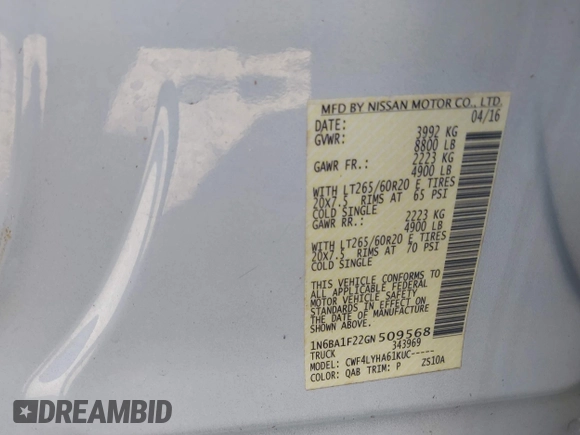 MFD BY NISSAN MOTOR CO., LTD.
DATE: 04/16
GVWR: 3992 KG
8800 LB
GAWR FR.: 2223 KG
4900 LB
WITH LT265/60R20 E TIRES
20X7.5 RIMS AT 65 PSI
COLD SINGLE
GAWR RR.: 2223 KG
4900 LB
WITH LT265/60R20 E TIRES
20X7.5 RIMS AT 70 PSI
COLD SINGLE
THIS VEHICLE CONFORMS TO
ALL APPLICABLE FEDERAL
MOTOR VEHICLE SAFETY
STANDARDS IN EFFECT ON
THE DATE OF MANUFACTURE
SHOWN ABOVE.
1N6BA1F22GN509568
TRUCK 343969
MODEL: CWF4LYHA61KUC-----
COLOR: QAB TRIM: P ZS10A
DREAMBID